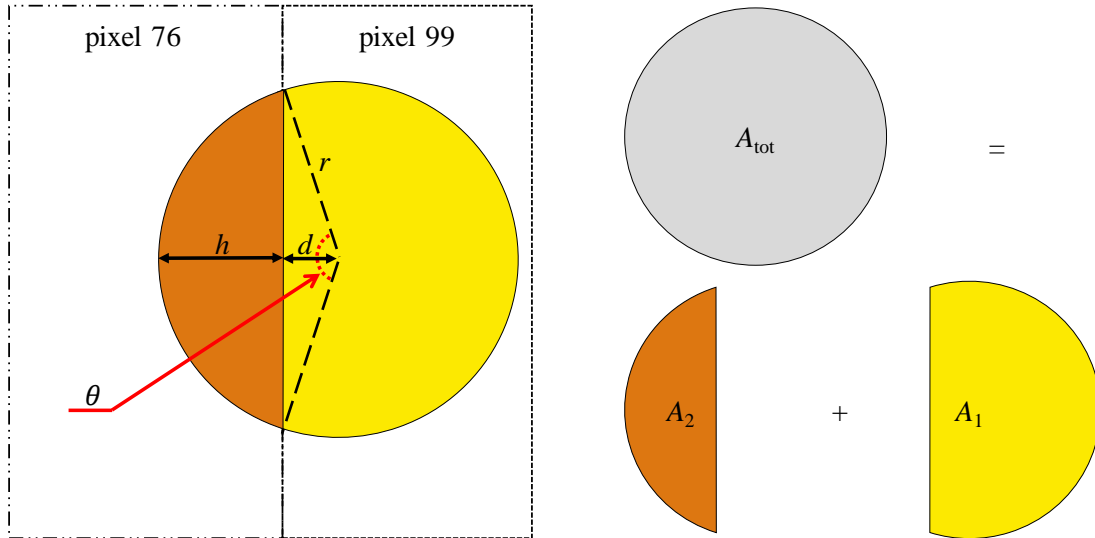 pixel 76
pixel 99
r
h
d
θ
A_tot
=
A_2
+
A_1